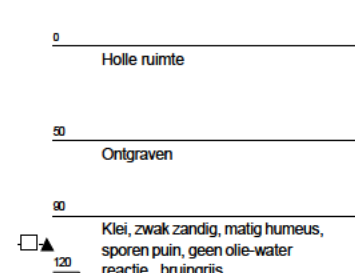 0
Holle ruimte
50
Ontgraven
90
Klei, zwak zandig, matig humeus,
sporen puin, geen olie-water
120
reactie, bruingrijs